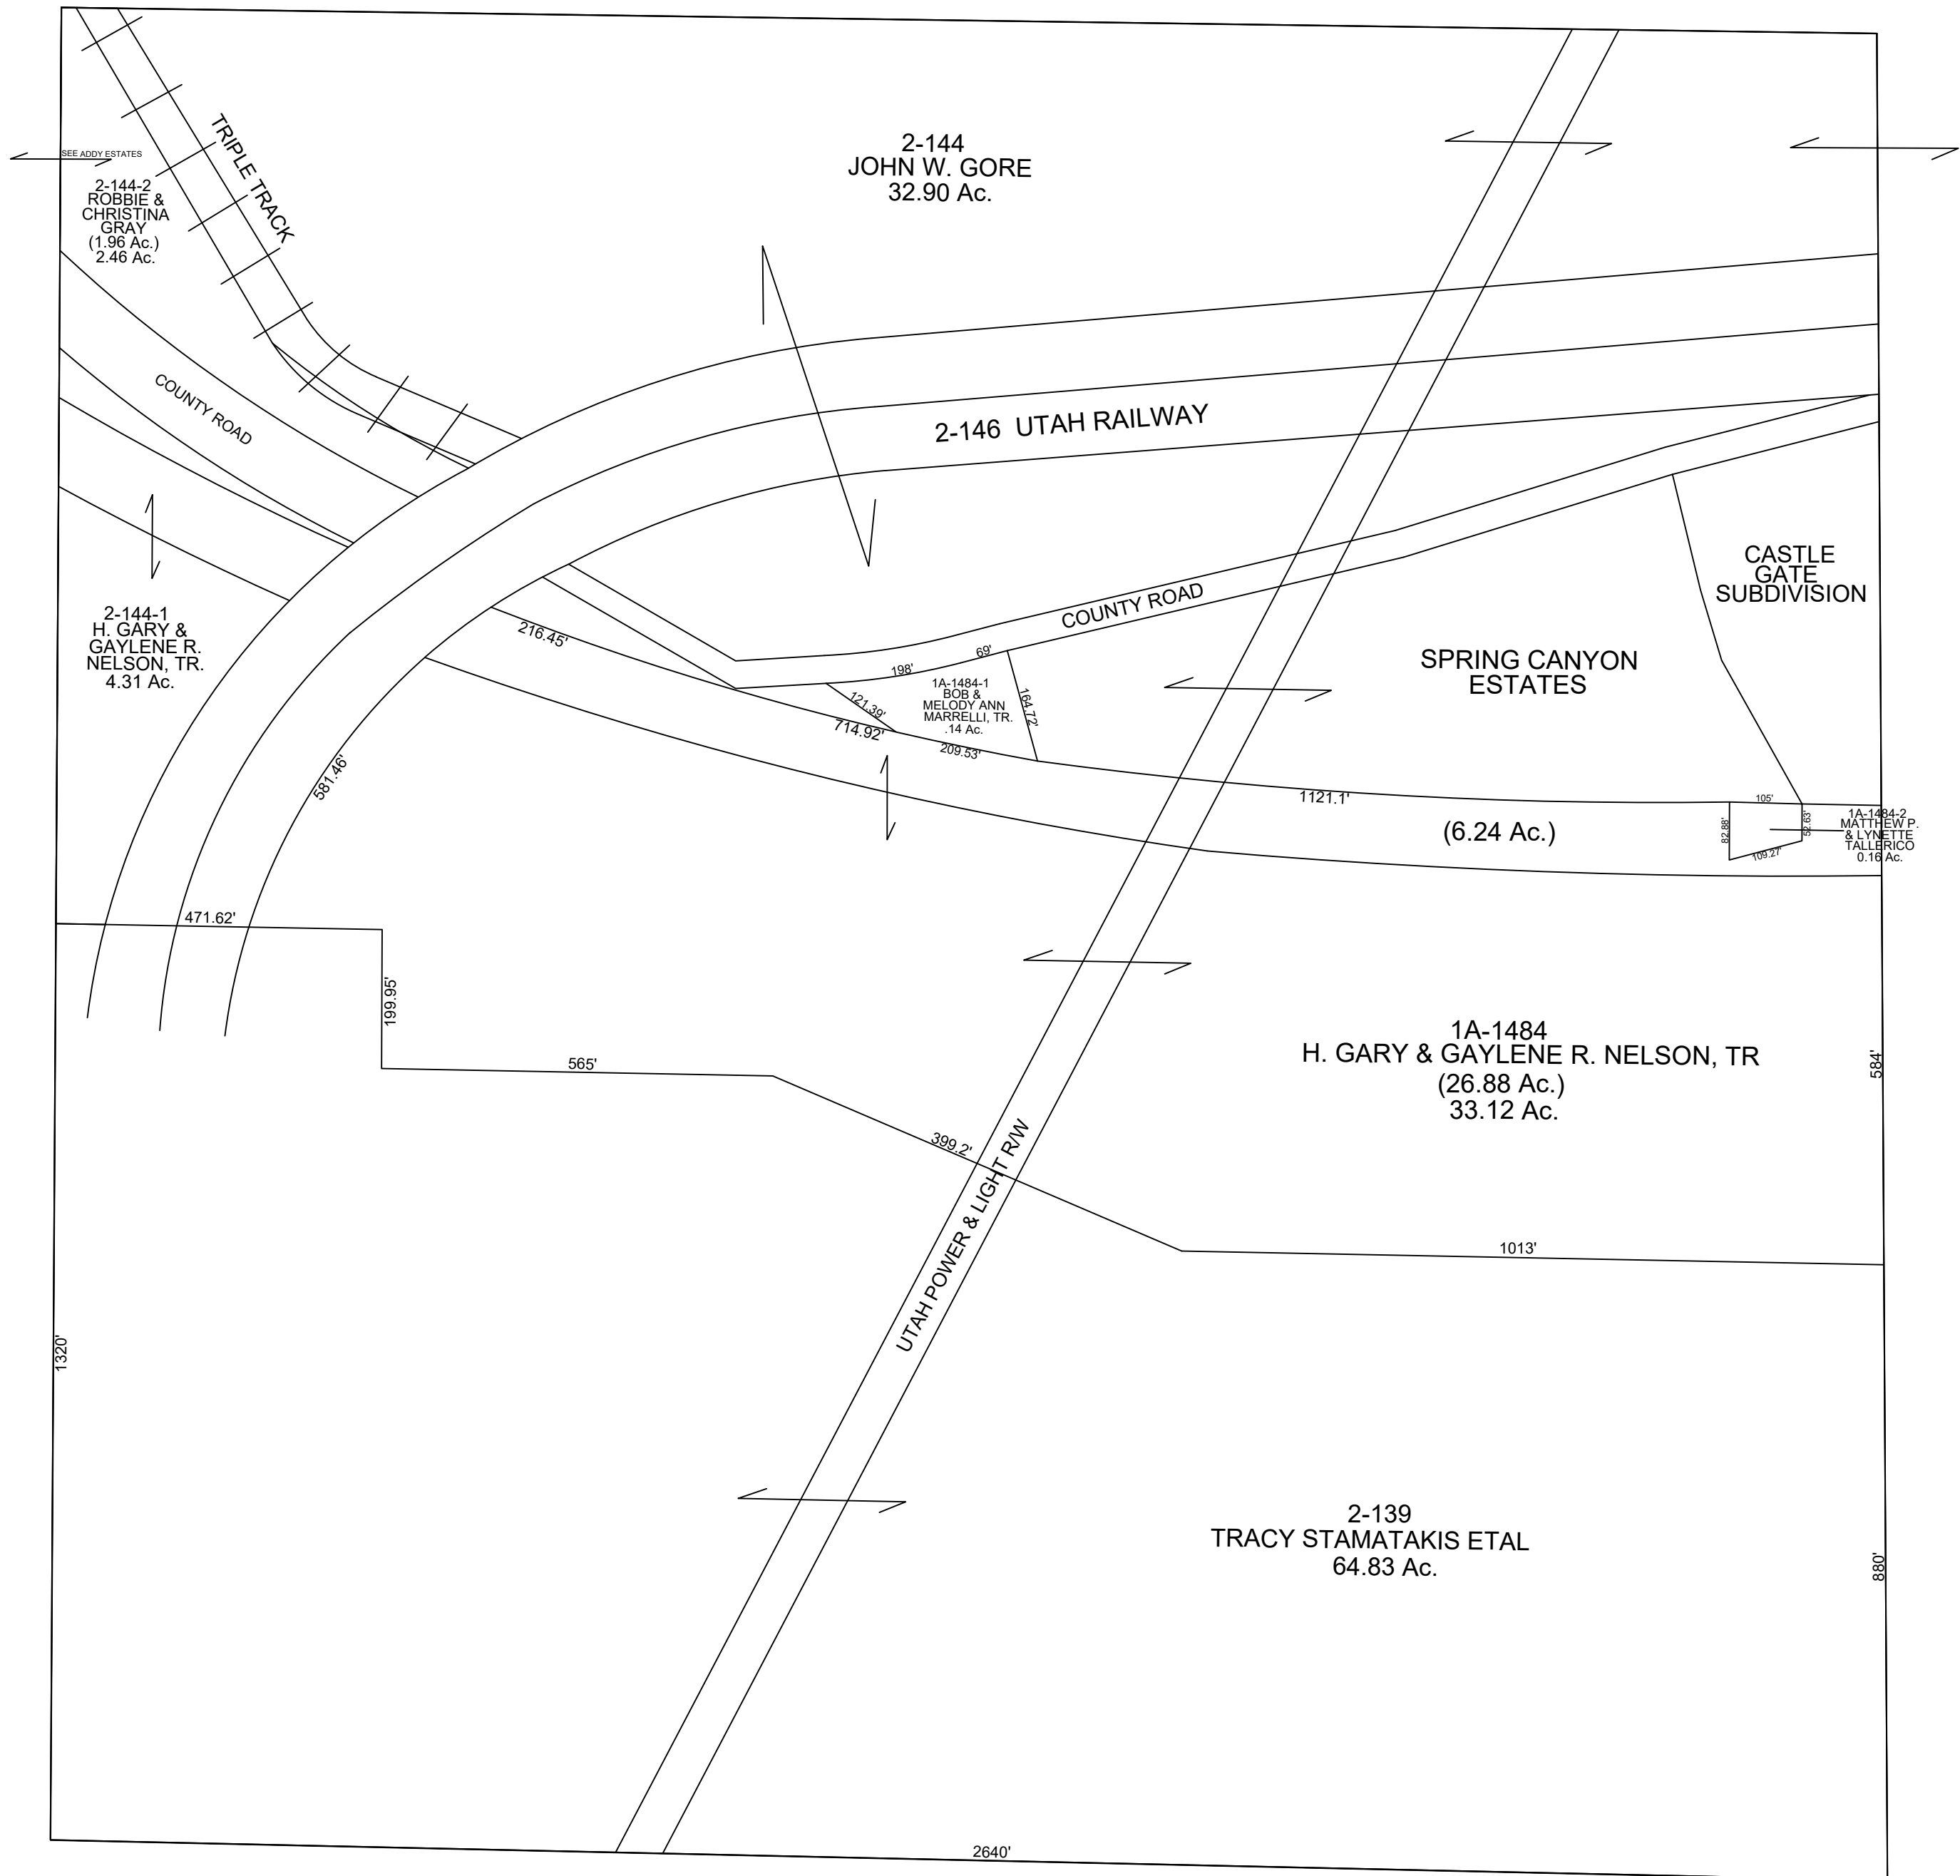 TRIPLE TRACK
SEE ADDY ESTATES
2-144-2
ROBBIE &
CHRISTINA
GRAY
(1.96 Ac.)
2.46 Ac.
2-144
JOHN W. GORE
32.90 Ac.
COUNTY ROAD
2-146 UTAH RAILWAY
2-144-1
H. GARY &
GAYLENE R.
NELSON, TR.
4.31 Ac.
216.45'
COUNTY ROAD
69'
198'
121.39'
1A-1484-1
BOB &
MELODY ANN
MARRELLI, TR.
.14 Ac.
164.72'
714.92'
209.53'
CASTLE
GATE
SUBDIVISION
SPRING CANYON
ESTATES
581.46'
1121.1'
(6.24 Ac.)
105'
82.88'
52.63'
109.27'
1A-1484-2
MATTHEW P.
& LYNETTE
TALLERICO
0.16 Ac.
471.62'
199.95'
565'
399.2'
1A-1484
H. GARY & GAYLENE R. NELSON, TR
(26.88 Ac.)
33.12 Ac.
584'
UTAH POWER & LIGHT R/W
1013'
1320'
2-139
TRACY STAMATAKIS ETAL
64.83 Ac.
880'
2640'